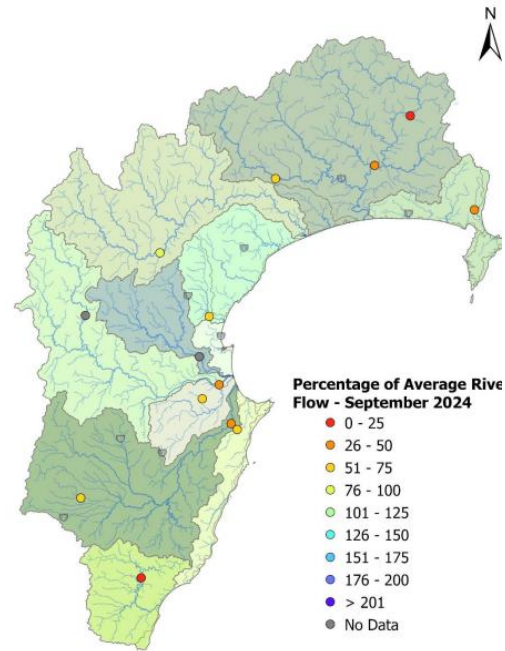 N
Percentage of Average Rive
Flow - September 2024
0 - 25
26 - 50
51 - 75
76 - 100
101 - 125
126 - 150
151 - 175
176 - 200
> 201
No Data